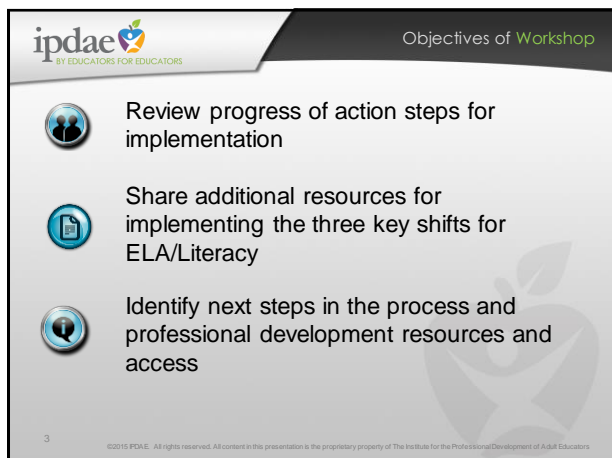 ipdae
BY EDUCATORS FOR EDUCATORS
Objectives of Workshop
Review progress of action steps for
implementation
Share additional resources for
implementing the three key shifts for
ELA/Literacy
Identify next steps in the process and
professional development resources and
access
3
©2015 IPDAE. All rights reserved. All content in this presentation is the proprietary property of The Institute for the Professional Development of Adult Educators